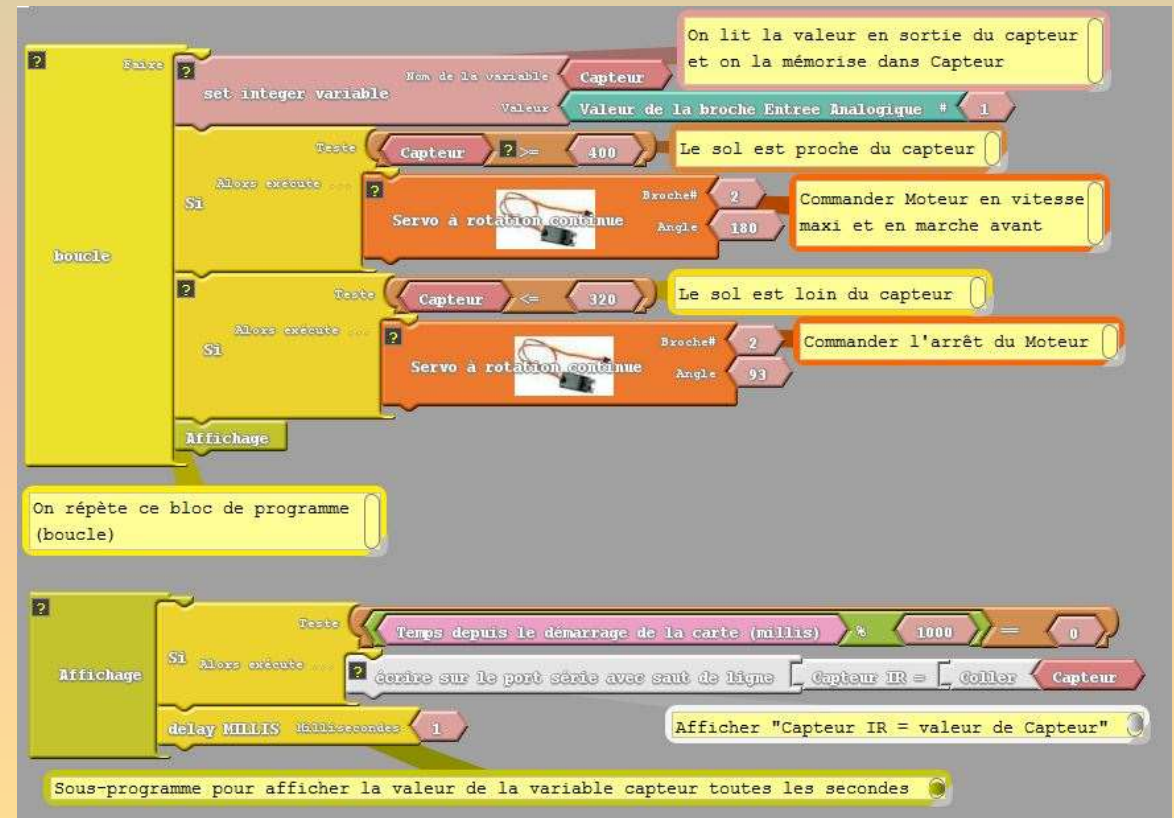 On lit la valeur en sortie du capteur
et on la mémorise dans Capteur
?
Faire
?
set integer variable
Nom de la variable
Capteur
Valeur
Valeur de la broche Entree Analogique # 1
Teste
Capteur ? >= 400
Le sol est proche du capteur
Si
Alors exécute ...
?
Servo à rotation continue
Broche# 2
Angle 180
Commander Moteur en vitesse
maxi et en marche avant
boucle
?
Teste
Capteur <= 320
Le sol est loin du capteur
Si
Alors exécute ...
?
Servo à rotation continue
Broche# 2
Angle 93
Commander l'arrêt du Moteur
Affichage
On répète ce bloc de programme
(boucle)
?
Affichage
Si
Teste
Temps depuis le démarrage de la carte (millis) % 1000 == 0
Alors exécute ...
? écrire sur le port série avec saut de ligne Capteur IR = Coller Capteur
Afficher "Capteur IR = valeur de Capteur"
delay MILLIS Millisecondes 1
Sous-programme pour afficher la valeur de la variable capteur toutes les secondes